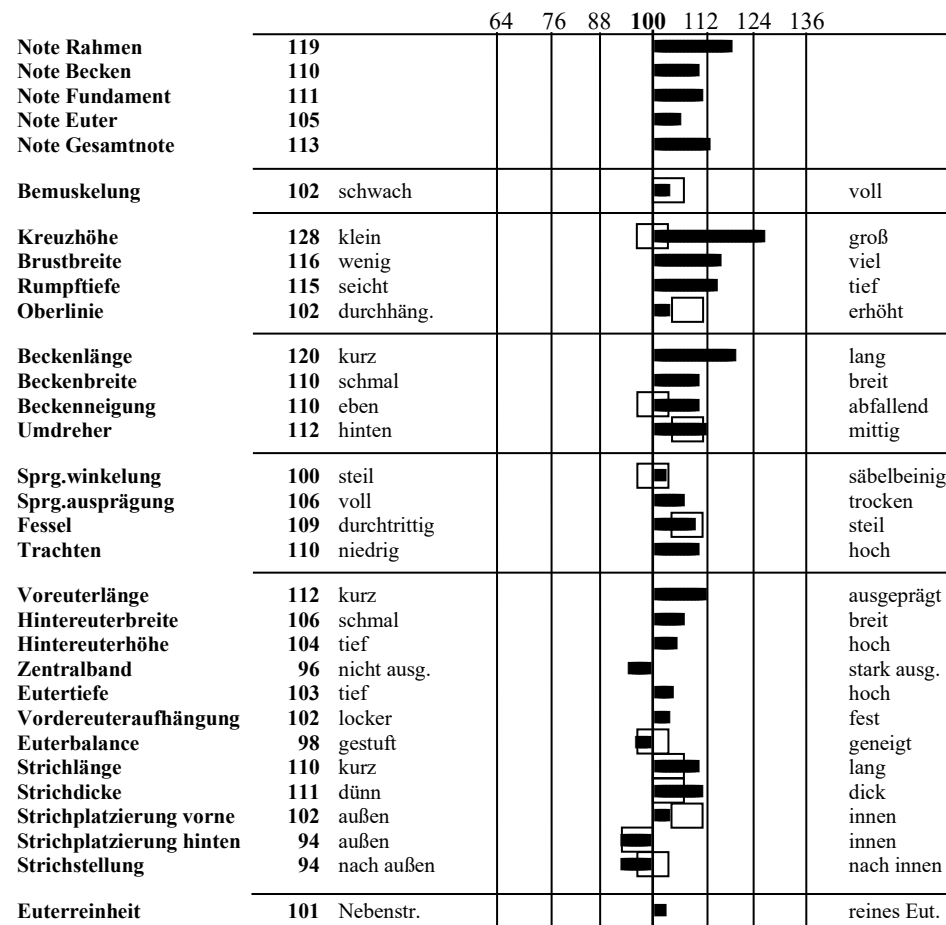 64 76 88 100 112 124 136
Note Rahmen 119
Note Becken 110
Note Fundament 111
Note Euter 105
Note Gesamtnote 113
Bemuskelung 102 schwach voll
Kreuzhöhe 128 klein groß
Brustbreite 116 wenig viel
Rumpftiefe 115 seicht tief
Oberlinie 102 durchhäng. erhöht
Beckenlänge 120 kurz lang
Beckenbreite 110 schmal breit
Beckenneigung 110 eben abfallend
Umdreher 112 hinten mittig
Sprg.winkelung 100 steil säbelbeinig
Sprg.ausprägung 106 voll trocken
Fessel 109 durchtrittig steil
Trachten 110 niedrig hoch
Voreuterlänge 112 kurz ausgeprägt
Hintereuterbreite 106 schmal breit
Hintereuterhöhe 104 tief hoch
Zentralband 96 nicht ausg. stark ausg.
Eutertiefe 103 tief hoch
Vordereuteraufhängung 102 locker fest
Euterbalance 98 gestuft geneigt
Strichlänge 110 kurz lang
Strichdicke 111 dünn dick
Strichplatzierung vorne 102 außen innen
Strichplatzierung hinten 94 außen innen
Strichstellung 94 nach außen nach innen
Euterreinheit 101 Nebenstr. reines Eut.